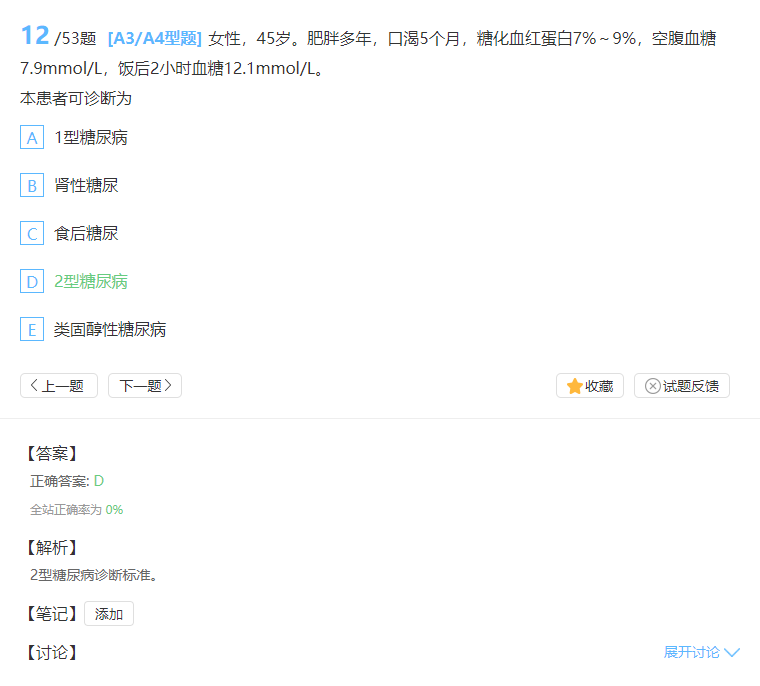 12 /53题 [A3/A4型题] 女性，45岁。肥胖多年，口渴5个月，糖化血红蛋白7%～9%，空腹血糖
7.9mmol/L，饭后2小时血糖12.1mmol/L。
本患者可诊断为
A 1型糖尿病
B 肾性糖尿
C 食后糖尿
D 2型糖尿病
E 类固醇性糖尿病
上一题 下一题 收藏 试题反馈
【答案】
正确答案: D
全站正确率为 0%
【解析】
2型糖尿病诊断标准。
【笔记】 添加
【讨论】 展开讨论